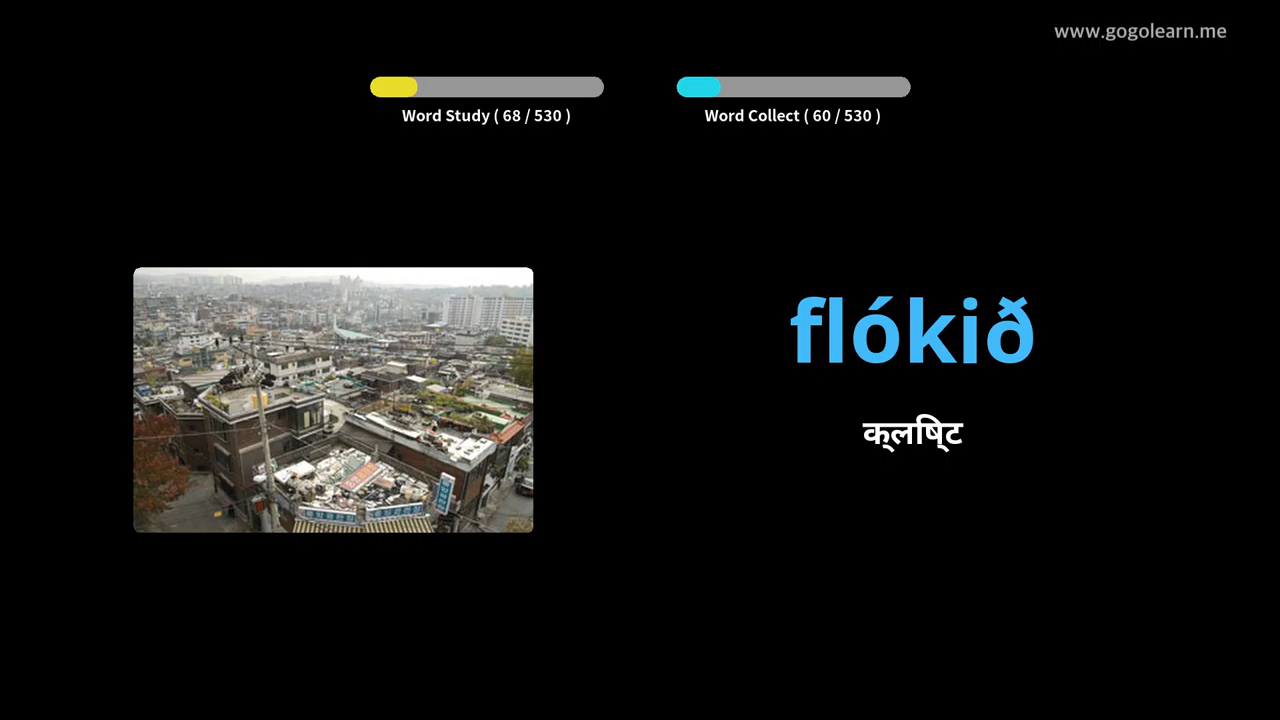 www.gogolearn.me
Word Study ( 68 / 530 )
Word Collect ( 60 / 530 )
flókið
क्लिष्ट